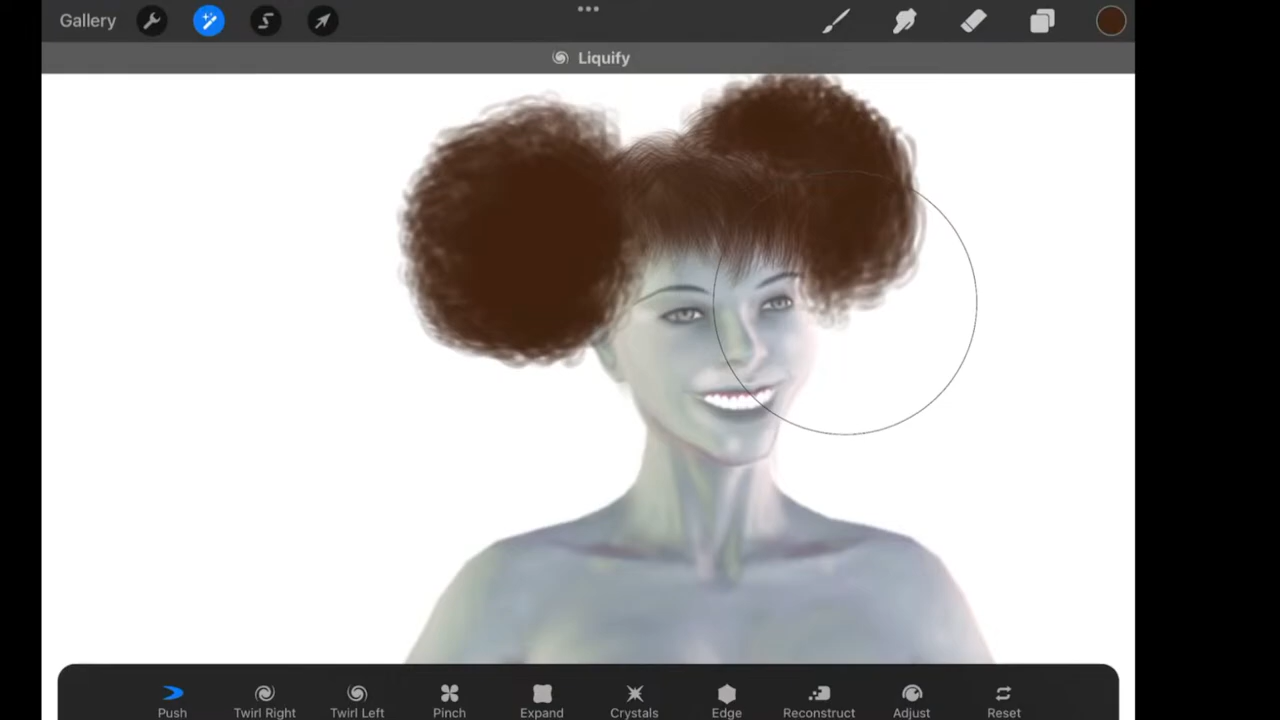 Gallery
Liquify
Push Twirl Right Twirl Left Pinch Expand Crystals Edge Reconstruct Adjust Reset